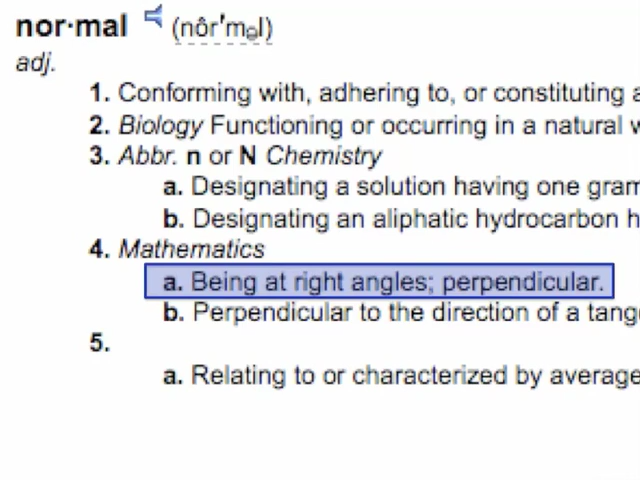 nor·mal (nôr′məl)
adj.
1. Conforming with, adhering to, or constituting a
2. Biology Functioning or occurring in a natural w
3. Abbr. n or N Chemistry
a. Designating a solution having one gram
b. Designating an aliphatic hydrocarbon h
4. Mathematics
a. Being at right angles; perpendicular.
b. Perpendicular to the direction of a tange
5.
a. Relating to or characterized by average